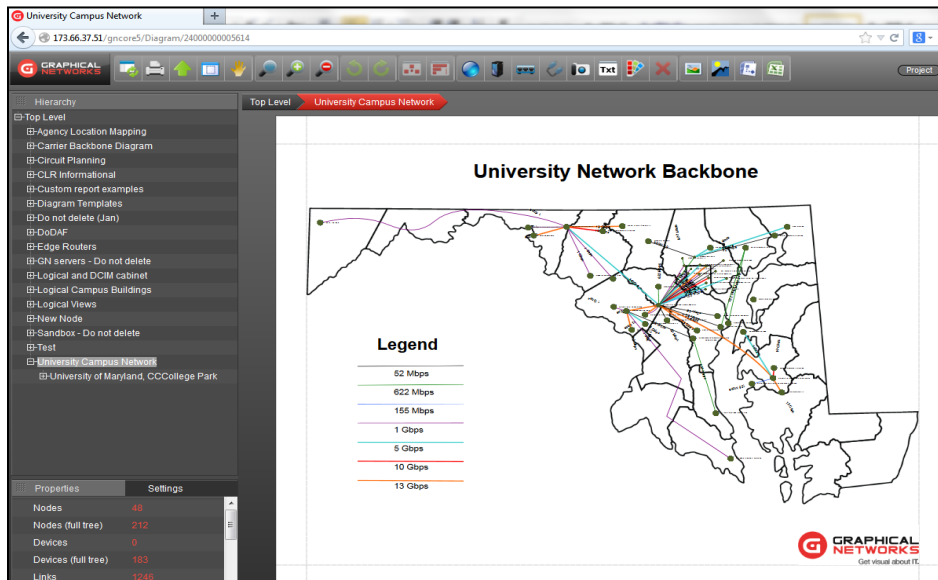 University Campus Network
+
173.66.37.51/gncore5/Diagram/24000000005614
GRAPHICAL
NETWORKS
Txt
Project
Hierarchy
Top Level
University Campus Network
Top Level
Agency Location Mapping
Carrier Backbone Diagram
Circuit Planning
CLR Informational
Custom report examples
Diagram Templates
Do not delete (Jan)
DoDAF
Edge Routers
GN servers - Do not delete
Logical and DCIM cabinet
Logical Campus Buildings
Logical Views
New Node
Sandbox - Do not delete
Test
University Campus Network
University of Maryland, CCCollege Park
University Network Backbone
Legend
52 Mbps
622 Mbps
155 Mbps
1 Gbps
5 Gbps
10 Gbps
13 Gbps
Properties
Settings
Nodes 48
Nodes (full tree) 212
Devices 0
Devices (full tree) 183
Links 1246
GRAPHICAL
NETWORKS
Get visual about IT.